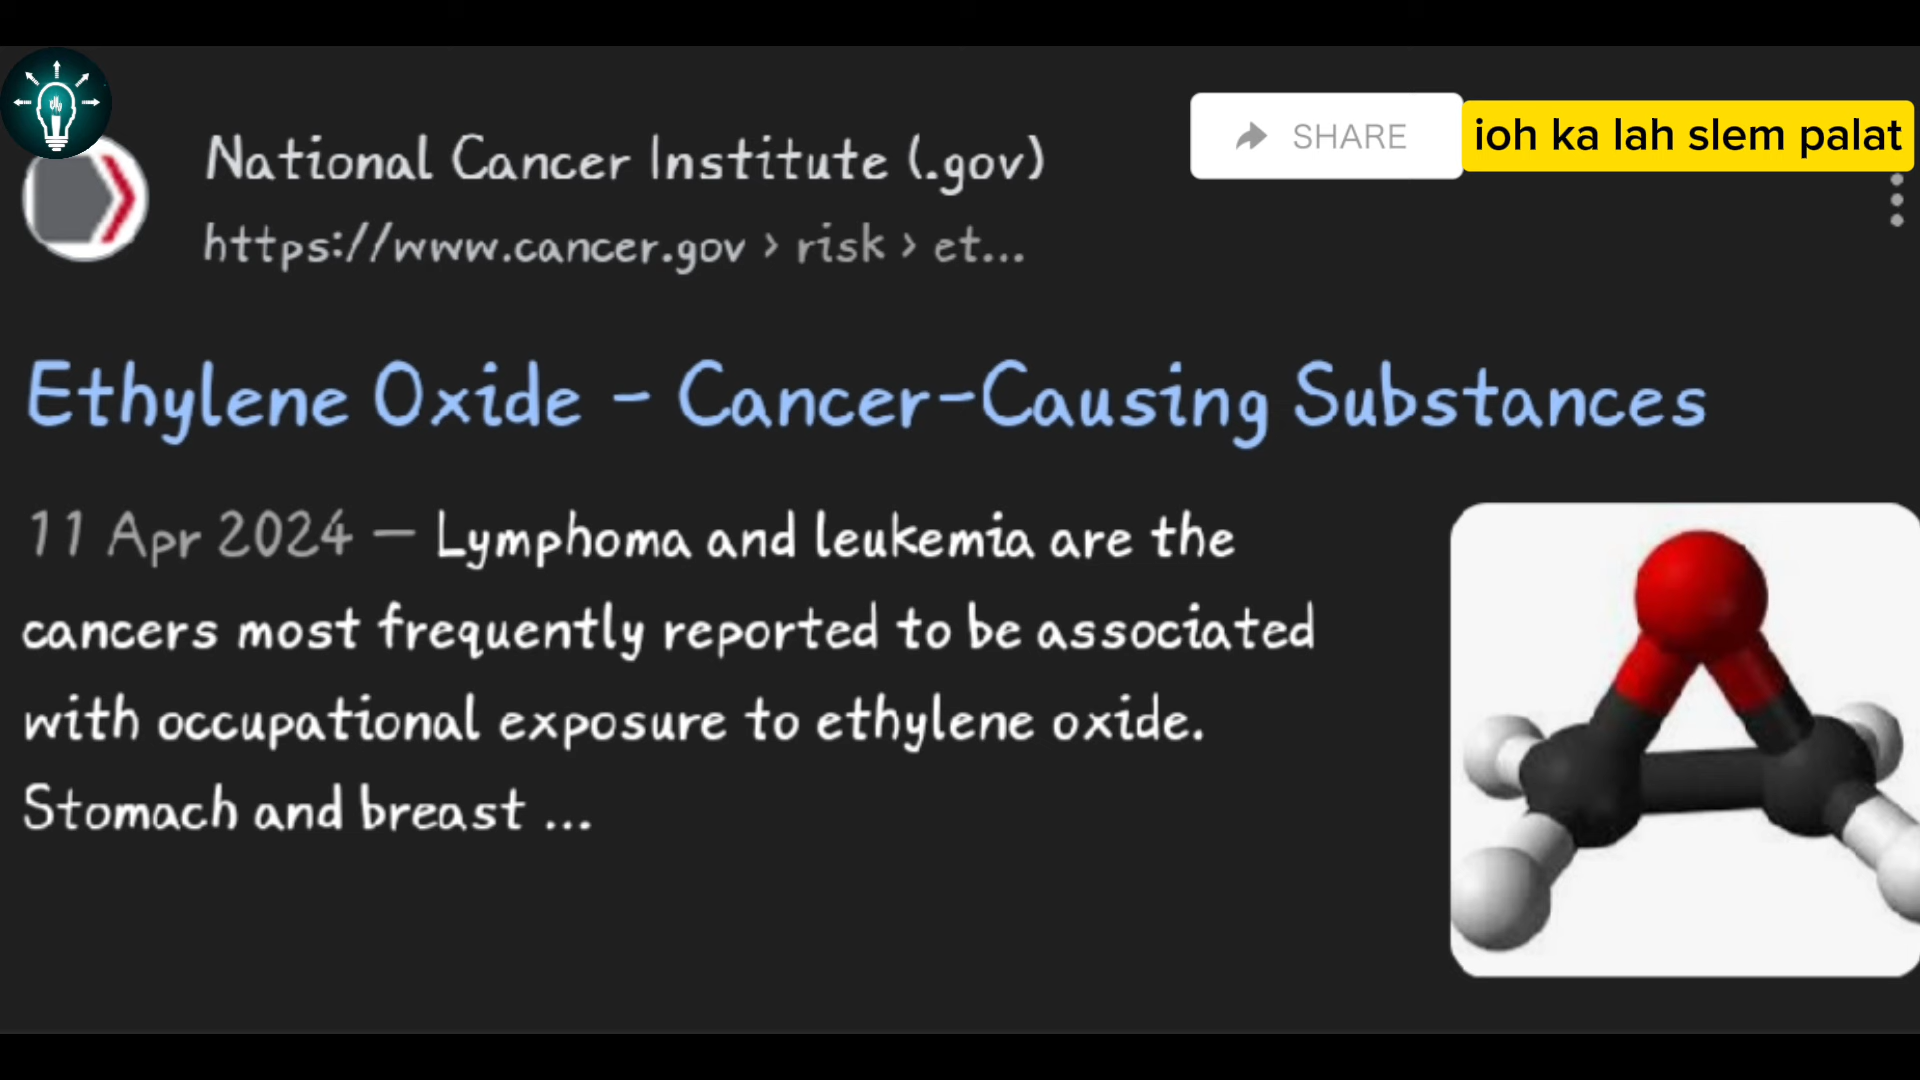 National Cancer Institute (.gov)
SHARE
ioh ka lah slem palat
https://www.cancer.gov › risk › et...
Ethylene Oxide - Cancer-Causing Substances
11 Apr 2024 — Lymphoma and leukemia are the
cancers most frequently reported to be associated
with occupational exposure to ethylene oxide.
Stomach and breast ...